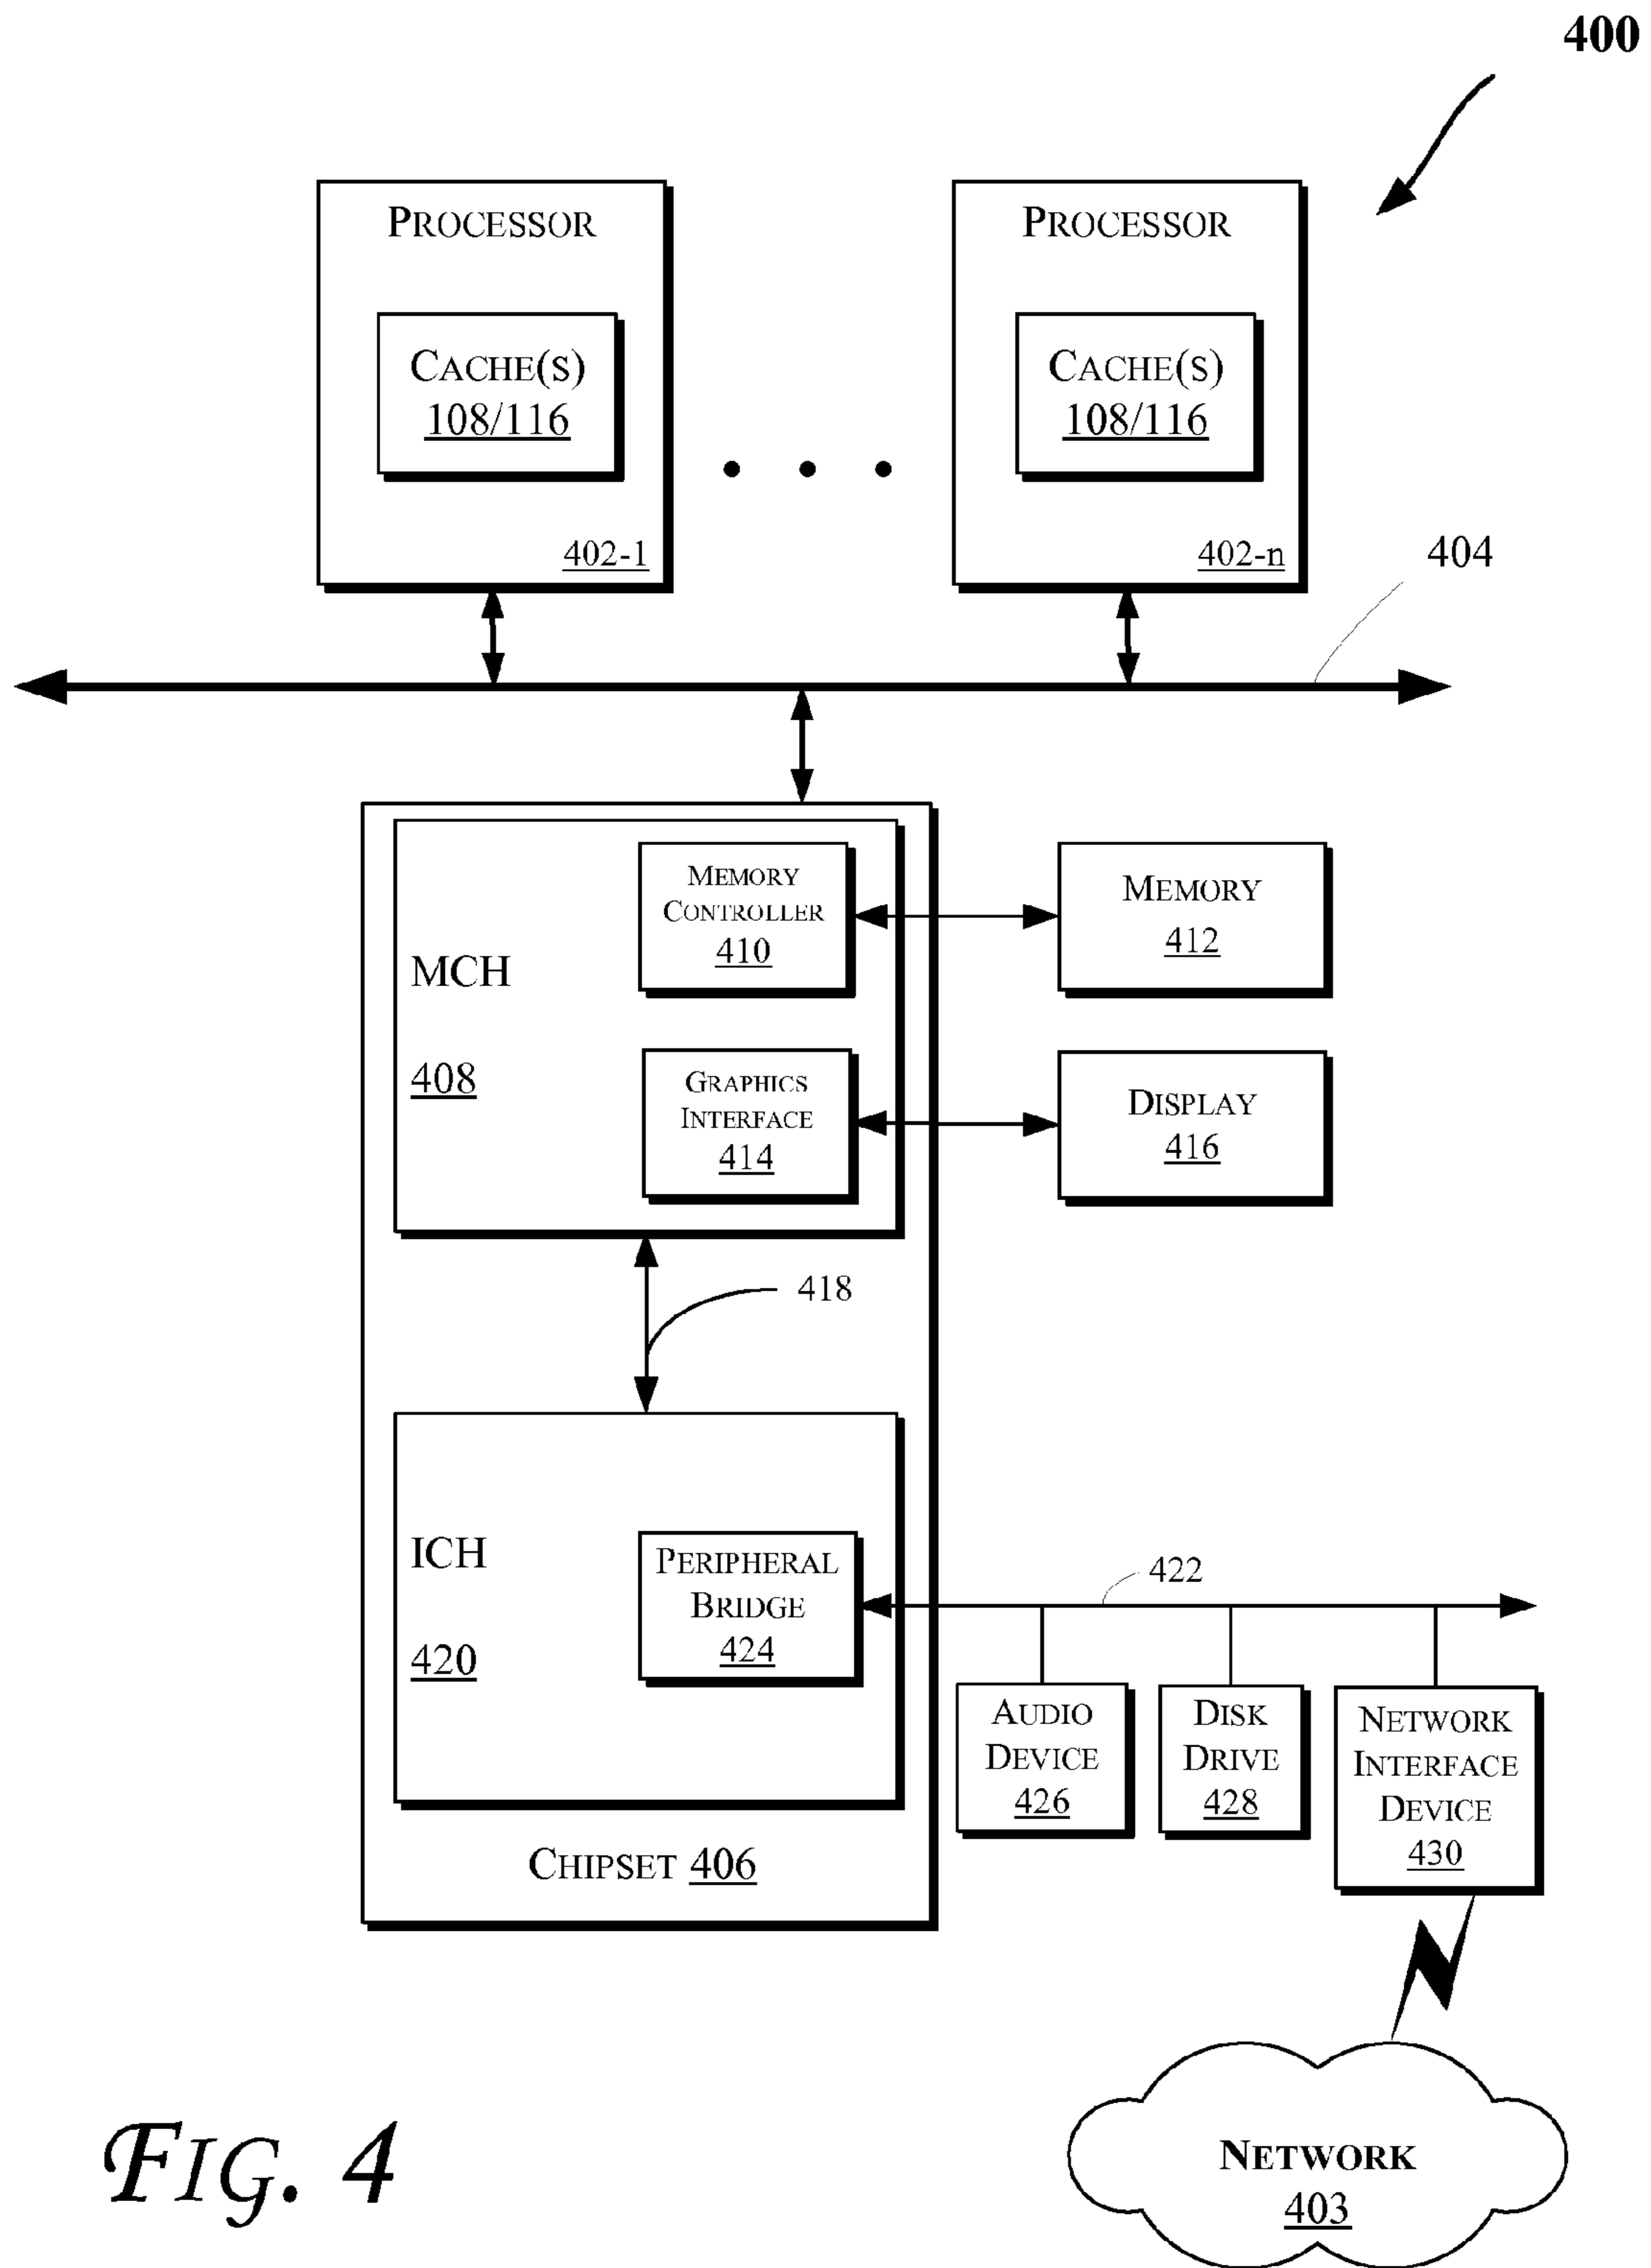 400
PROCESSOR
CACHE(S)
108/116
402-1
PROCESSOR
CACHE(S)
108/116
402-n
404
MCH
408
MEMORY
CONTROLLER
410
MEMORY
412
GRAPHICS
INTERFACE
414
DISPLAY
416
418
ICH
420
PERIPHERAL
BRIDGE
424
422
AUDIO
DEVICE
426
DISK
DRIVE
428
NETWORK
INTERFACE
DEVICE
430
CHIPSET 406
NETWORK
403
FIG. 4